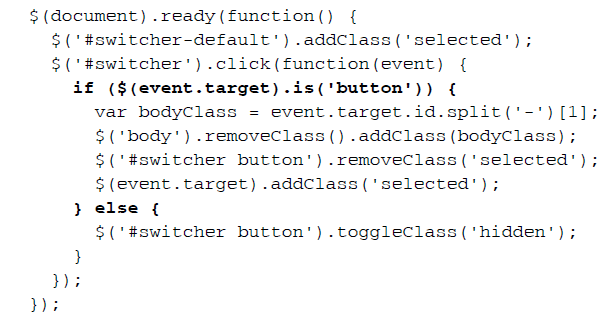 $(document).ready(function() {
  $('#switcher-default').addClass('selected');
  $('#switcher').click(function(event) {
    if ($(event.target).is('button')) {
      var bodyClass = event.target.id.split('-')[1];
      $('body').removeClass().addClass(bodyClass);
      $('#switcher button').removeClass('selected');
      $(event.target).addClass('selected');
    } else {
      $('#switcher button').toggleClass('hidden');
    }
  });
});